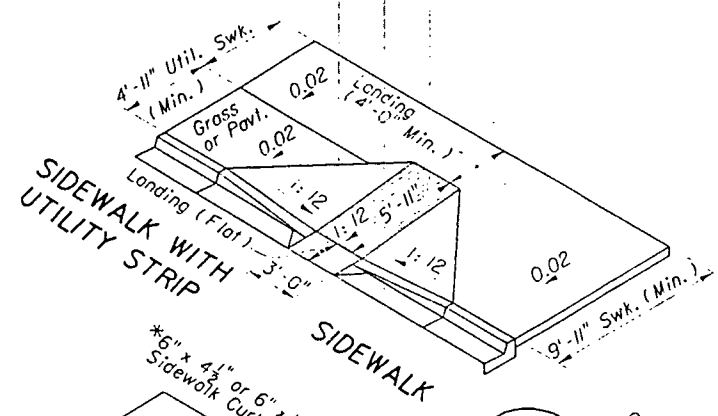 4'-11" Util. Swk.
(Min.)
0.02
Landing
(4'-0" Min.)
Grass
or Pavt.
0.02
1:12
1:12
5'-11"
1:12
0.02
Landing (Flat)
3'-0"
SIDEWALK WITH
UTILITY STRIP
9'-11" Swk. (Min.)
SIDEWALK
*6" x 4½" or 6" x
Sidewalk Cur